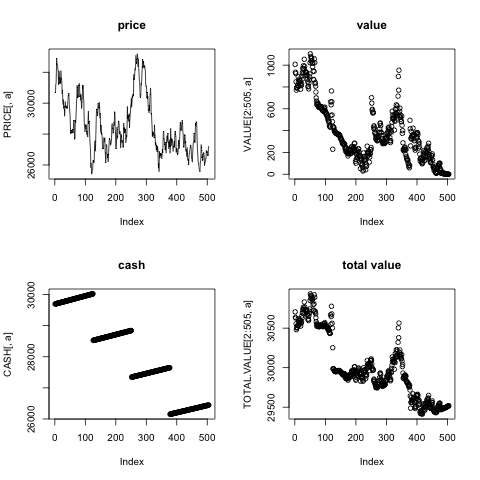 price
PRICE[, a]
26000 30000
0 100 200 300 400 500
Index
value
VALUE[2:505, a]
0 200 600 1000
0 100 200 300 400 500
Index
cash
CASH[, a]
26000 28000 30000
0 100 200 300 400 500
Index
total value
TOTAL.VALUE[2:505, a]
29500 30000 30500
0 100 200 300 400 500
Index